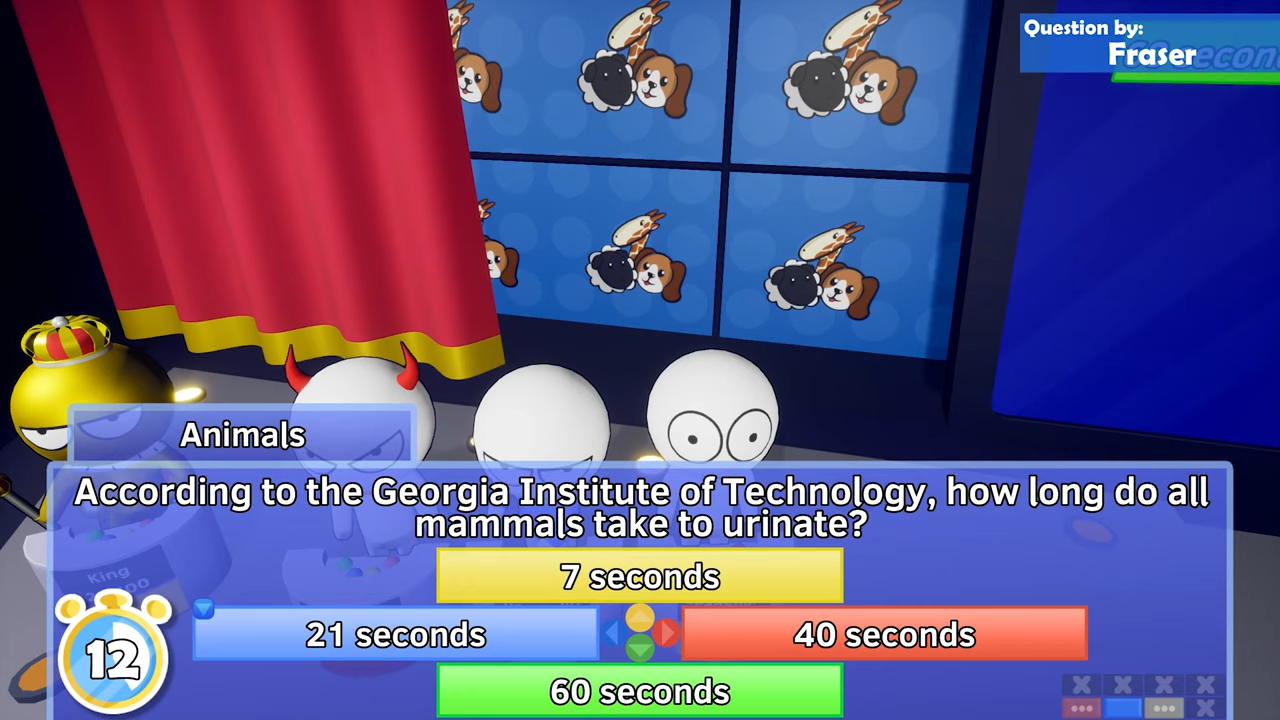 Question by:
Fraser
Animals
According to the Georgia Institute of Technology, how long do all
mammals take to urinate?
7 seconds
21 seconds
40 seconds
60 seconds
12
King